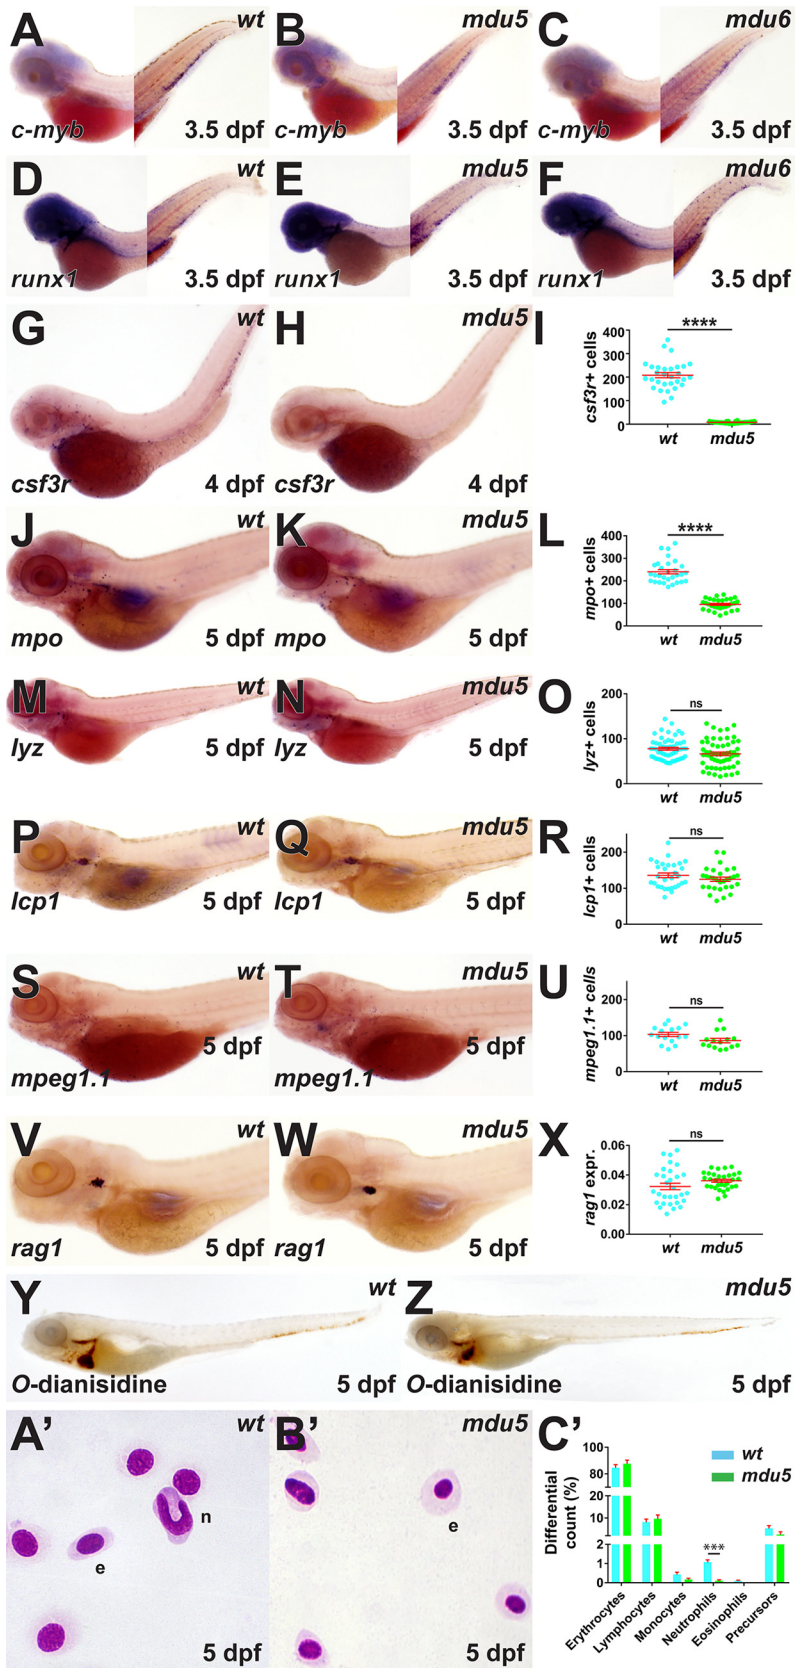 A wt B mdu5 C mdu6
c-myb 3.5 dpf c-myb 3.5 dpf c-myb 3.5 dpf
D wt E mdu5 F mdu6
runx1 3.5 dpf runx1 3.5 dpf runx1 3.5 dpf
G wt H mdu5 I
csf3r 4 dpf csf3r 4 dpf
csf3r+ cells
400
300
200
100
0
****
wt mdu5
J wt K mdu5 L
mpo 5 dpf mpo 5 dpf
mpo+ cells
400
300
200
100
0
****
wt mdu5
M wt N mdu5 O
lyz 5 dpf lyz 5 dpf
lyz+ cells
200
100
0
ns
wt mdu5
P wt Q mdu5 R
lcp1 5 dpf lcp1 5 dpf
lcp1+ cells
200
100
0
ns
wt mdu5
S wt T mdu5 U
5 dpf 5 dpf
mpeg1.1 mpeg1.1
mpeg1.1+ cells
200
100
0
ns
wt mdu5
V wt W mdu5 X
rag1 5 dpf rag1 5 dpf
rag1 expr.
0.06
0.04
0.02
0.00
ns
wt mdu5
Y wt Z mdu5
O-dianisidine 5 dpf O-dianisidine 5 dpf
A' wt B' mdu5 C'
n
e
e
5 dpf 5 dpf
Differential
count (%)
100
80
20
10
2
1
0
wt
mdu5
***
Erythrocytes
Lymphocytes
Monocytes
Neutrophils
Eosinophils
Precursors